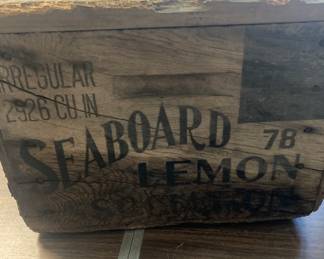 IRREGULAR
2926 CU.IN
SEABOARD
78
LEMON